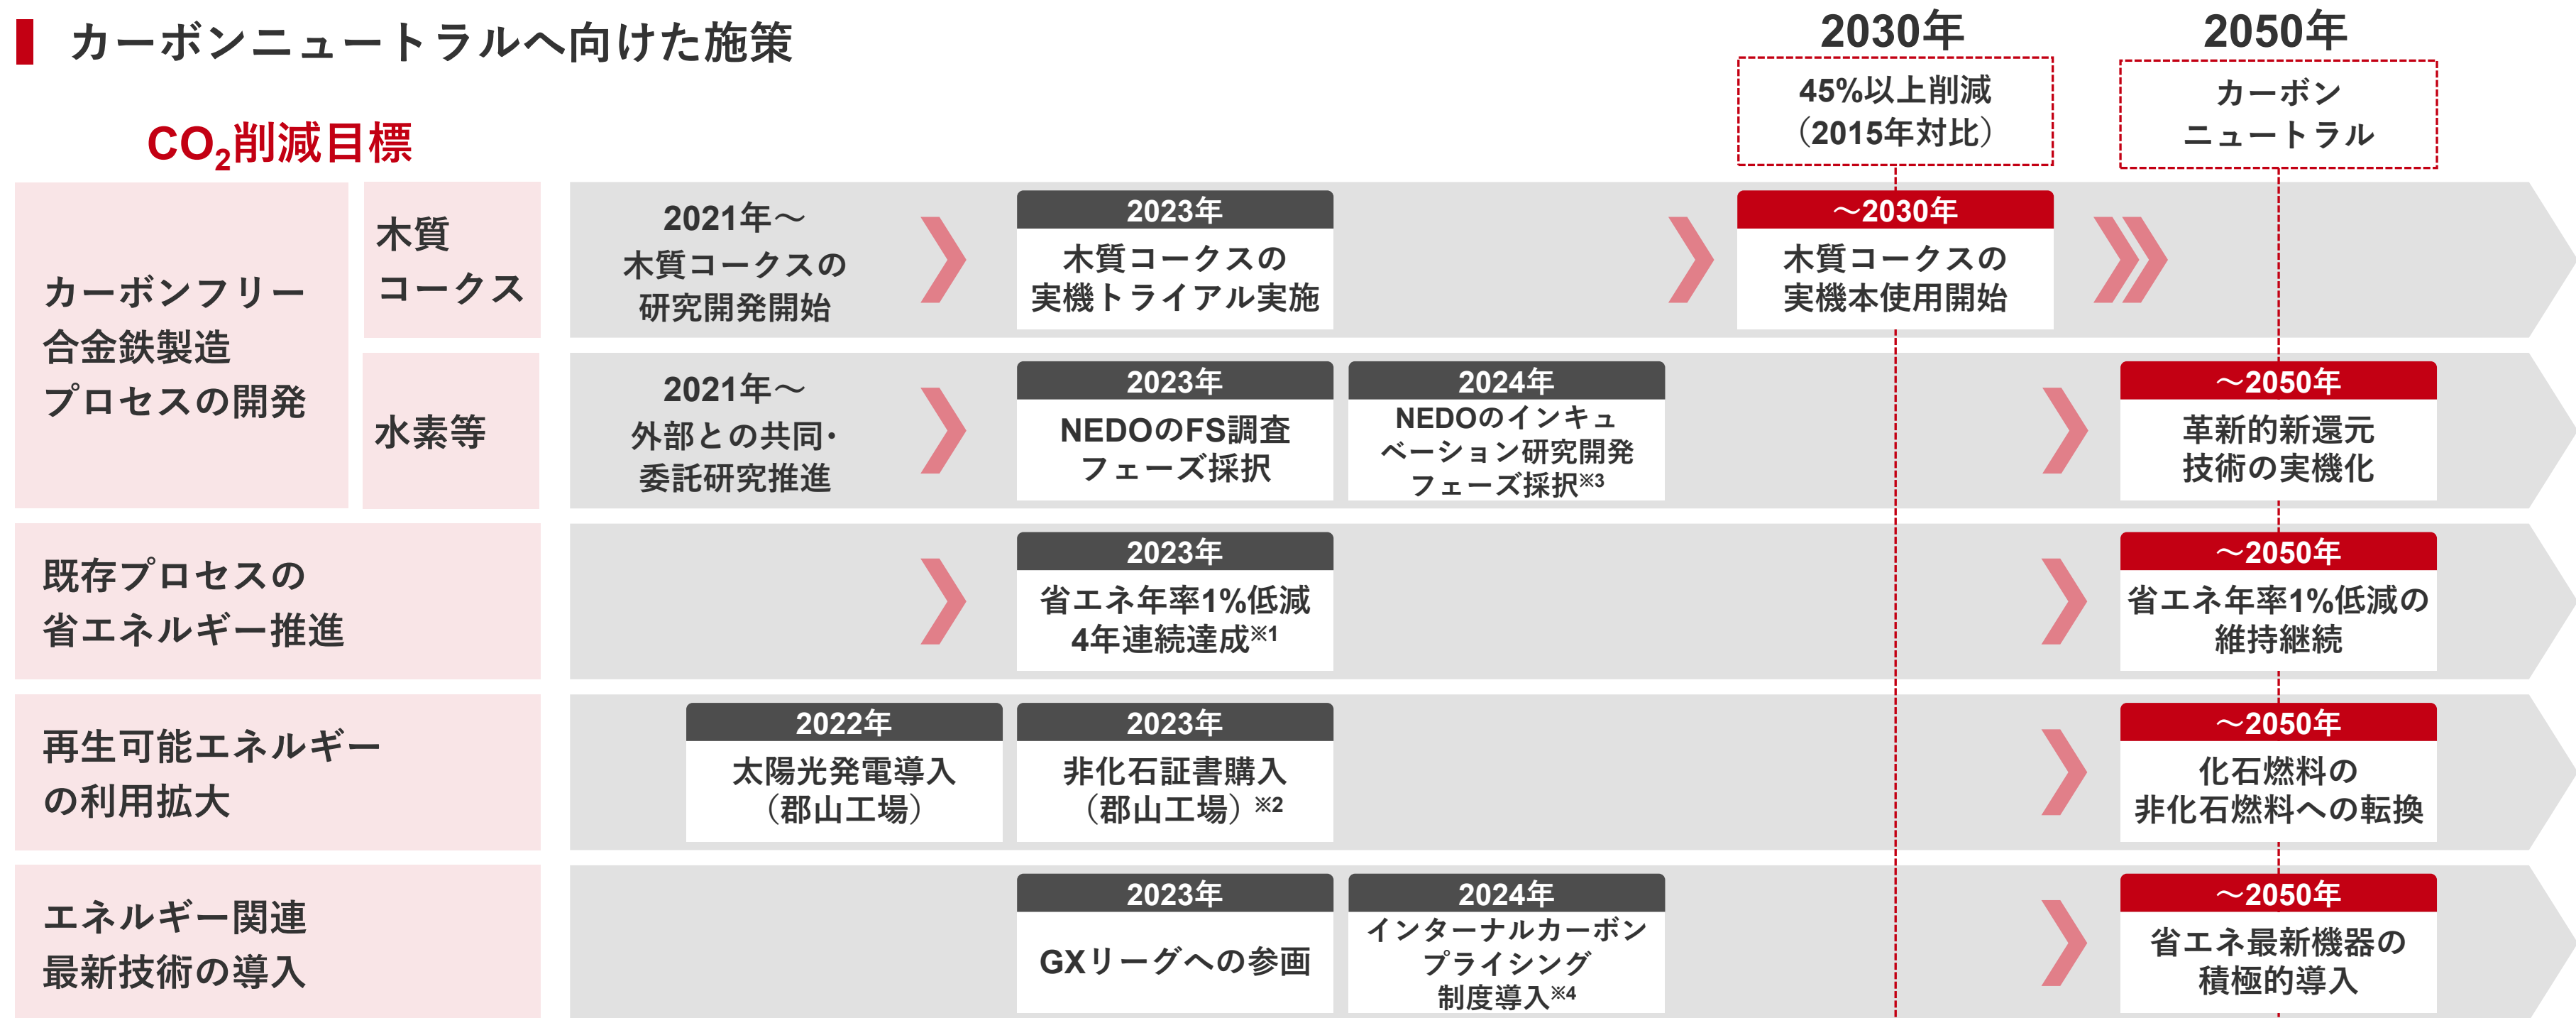 カーボンニュートラルへ向けた施策
2030年
2050年
45%以上削減
（2015年対比）
カーボン
ニュートラル
CO₂削減目標
カーボンフリー
合金鉄製造
プロセスの開発
木質
コークス
2021年～
木質コークスの
研究開発開始
2023年
木質コークスの
実機トライアル実施
～2030年
木質コークスの
実機本使用開始
水素等
2021年～
外部との共同・
委託研究推進
2023年
NEDOのFS調査
フェーズ採択
2024年
NEDOのインキュ
ベーション研究開発
フェーズ採択※3
～2050年
革新的新還元
技術の実機化
既存プロセスの
省エネルギー推進
2023年
省エネ年率1%低減
4年連続達成※1
～2050年
省エネ年率1%低減の
維持継続
再生可能エネルギー
の利用拡大
2022年
太陽光発電導入
（郡山工場）
2023年
非化石証書購入
（郡山工場）※2
～2050年
化石燃料の
非化石燃料への転換
エネルギー関連
最新技術の導入
2023年
GXリーグへの参画
2024年
インターナルカーボン
プライシング
制度導入※4
～2050年
省エネ最新機器の
積極的導入